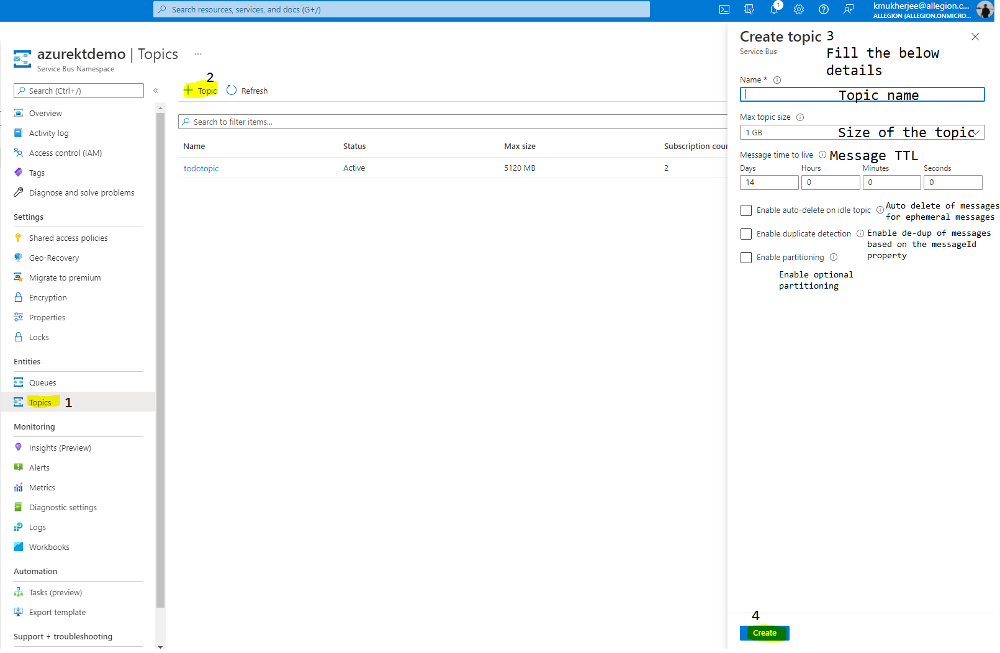 Search resources, services, and docs (G+/)
1
kmukherjee@allegion.c...
ALLEGION (ALLEGION.ONMICRO...
azurektdemo | Topics ...
Service Bus Namespace
Search (Ctrl+/)
«
Overview
Activity log
Access control (IAM)
Tags
Diagnose and solve problems
Settings
Shared access policies
Geo-Recovery
Migrate to premium
Encryption
Properties
Locks
Entities
Queues
Topics 1
Monitoring
Insights (Preview)
Alerts
Metrics
Diagnostic settings
Logs
Workbooks
Automation
Tasks (preview)
Export template
Support + troubleshooting
2
+ Topic Refresh
Search to filter items...
Name Status Max size Subscription cour
todotopic Active 5120 MB 2
Create topic 3
Service Bus
Fill the below
details
Name *
Topic name
Max topic size
1 GB Size of the topic
Message time to live Message TTL
Days Hours Minutes Seconds
14 0 0 0
Enable auto-delete on idle topic
Auto delete of messages
for ephemeral messages
Enable duplicate detection
Enable de-dup of messages
based on the messageId
property
Enable partitioning
Enable optional
partitioning
4
Create